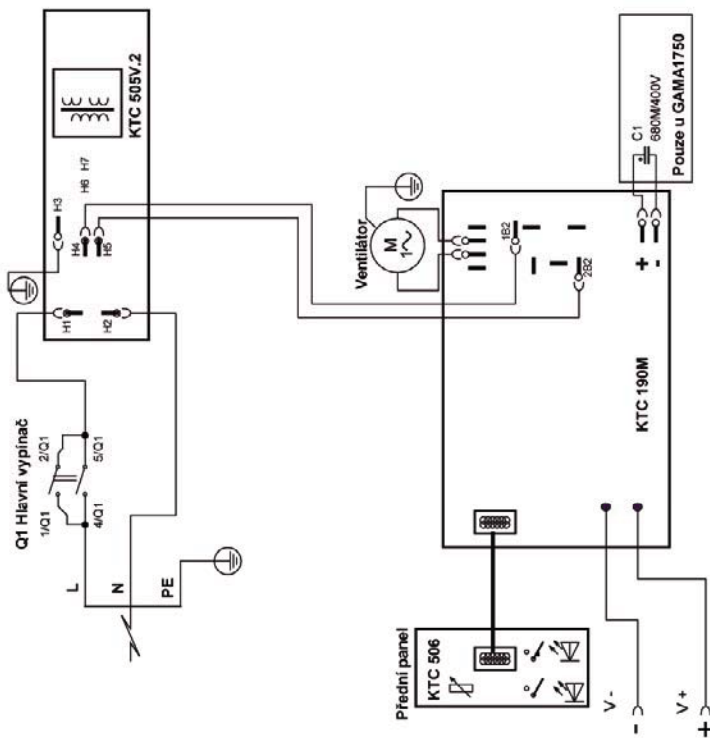 Q1 Hlavní vypínač
1/Q1
2/Q1
4/Q1
5/Q1
L
N
PE
H1
H2
H3
H4
H5
H6
H7
KTC 505V.2
Ventilátor
M
1
1B2
2B2
+
-
C1
680M/400V
Pouze u GAMA1750
KTC 190M
Přední panel
KTC 506
V -
-
V +
+